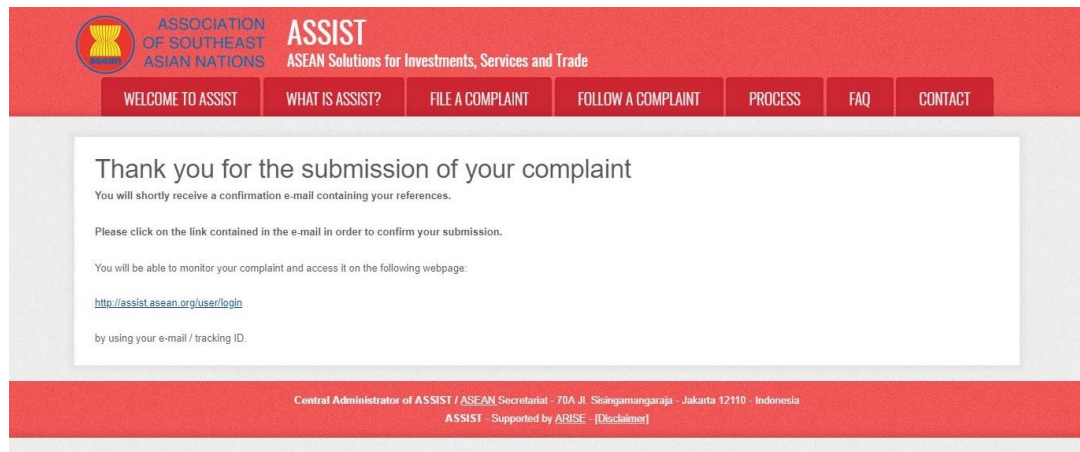 ASSOCIATION
OF SOUTHEAST
ASIAN NATIONS
asean
ASSIST
ASEAN Solutions for Investments, Services and Trade
WELCOME TO ASSIST WHAT IS ASSIST? FILE A COMPLAINT FOLLOW A COMPLAINT PROCESS FAQ CONTACT
Thank you for the submission of your complaint
You will shortly receive a confirmation e-mail containing your references.
Please click on the link contained in the e-mail in order to confirm your submission.
You will be able to monitor your complaint and access it on the following webpage:
http://assist.asean.org/user/login
by using your e-mail / tracking ID.
Central Administrator of ASSIST / ASEAN Secretariat - 70A Jl. Sisingamangaraja - Jakarta 12110 - Indonesia
ASSIST - Supported by ARISE - [Disclaimer]